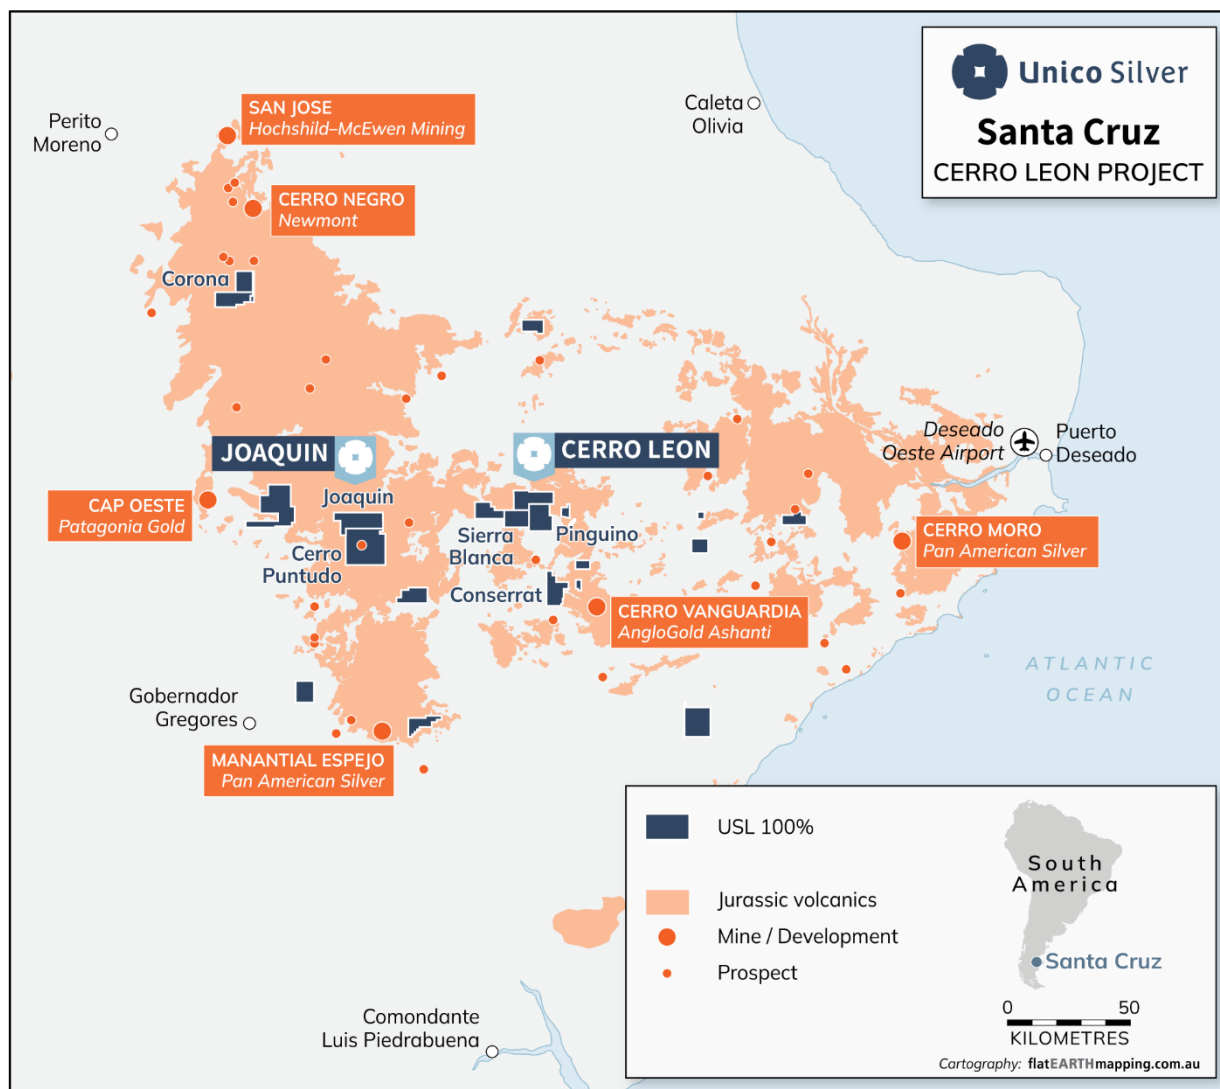 Unico Silver
Santa Cruz
CERRO LEON PROJECT
Caleta
Olivia
Perito
Moreno
SAN JOSE
Hochshild–McEwen Mining
CERRO NEGRO
Newmont
Corona
JOAQUIN
CERRO LEON
Deseado
Oeste Airport
Puerto
Deseado
CAP OESTE
Patagonia Gold
Joaquin
Cerro
Puntudo
Sierra
Blanca
Pinguino
Conserrat
CERRO MORO
Pan American Silver
CERRO VANGUARDIA
AngloGold Ashanti
ATLANTIC
OCEAN
Gobernador
Gregores
MANANTIAL ESPEJO
Pan American Silver
USL 100%
Jurassic volcanics
Mine / Development
Prospect
South
America
Santa Cruz
0 50
KILOMETRES
Cartography: flatEARTHmapping.com.au
Comandante
Luis Piedrabuena